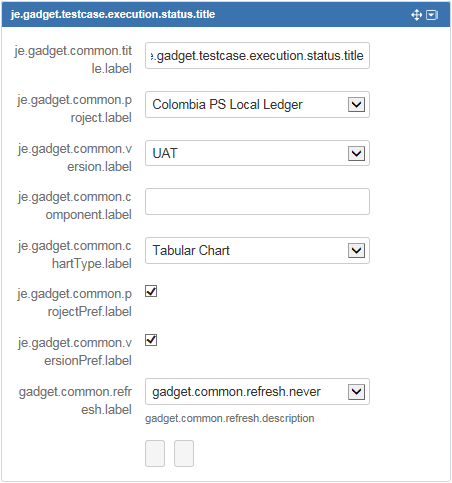 je.gadget.testcase.execution.status.title
je.gadget.common.tit
le.label
e.gadget.testcase.execution.status.title
je.gadget.common.p
roject.label
Colombia PS Local Ledger
je.gadget.common.v
ersion.label
UAT
je.gadget.common.c
omponent.label
je.gadget.common.c
hartType.label
Tabular Chart
je.gadget.common.p
rojectPref.label
je.gadget.common.v
ersionPref.label
gadget.common.refr
esh.label
gadget.common.refresh.never
gadget.common.refresh.description